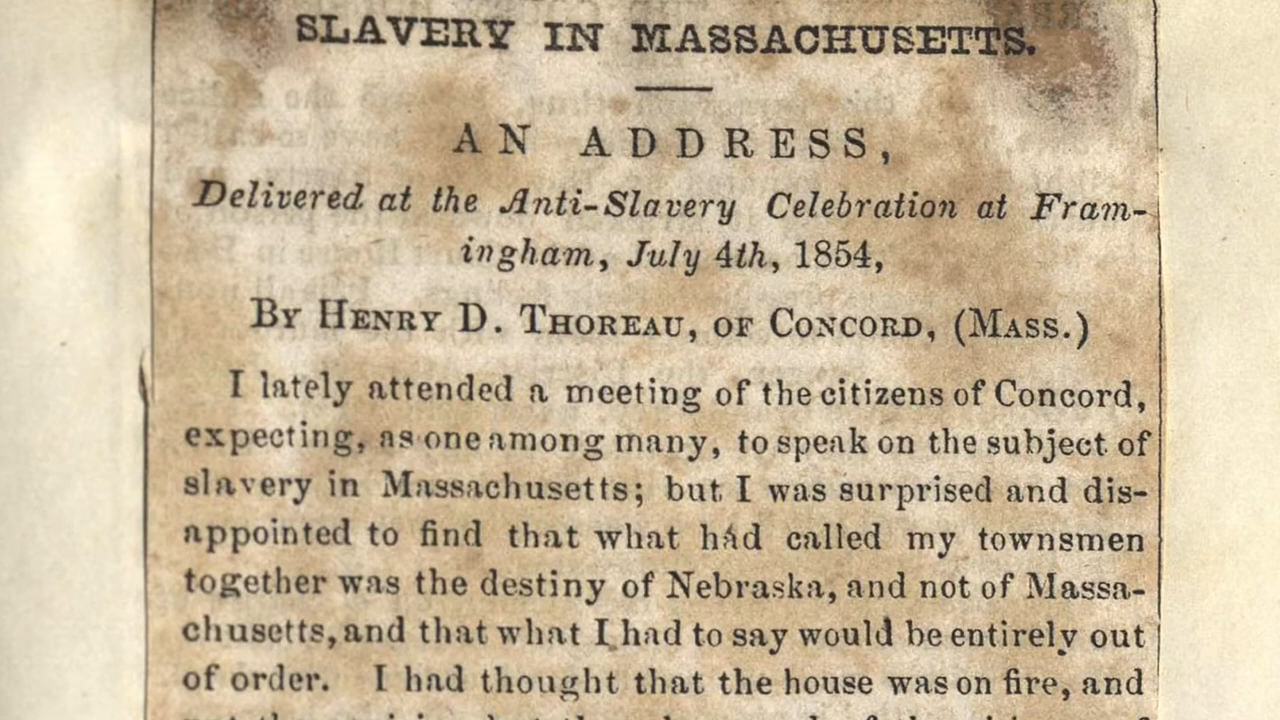 SLAVERY IN MASSACHUSETTS.
AN ADDRESS,
Delivered at the Anti-Slavery Celebration at Fram-
ingham, July 4th, 1854,
By Henry D. Thoreau, of Concord, (Mass.)
I lately attended a meeting of the citizens of Concord,
expecting, as one among many, to speak on the subject of
slavery in Massachusetts; but I was surprised and dis-
appointed to find that what had called my townsmen
together was the destiny of Nebraska, and not of Massa-
chusetts, and that what I had to say would be entirely out
of order. I had thought that the house was on fire, and